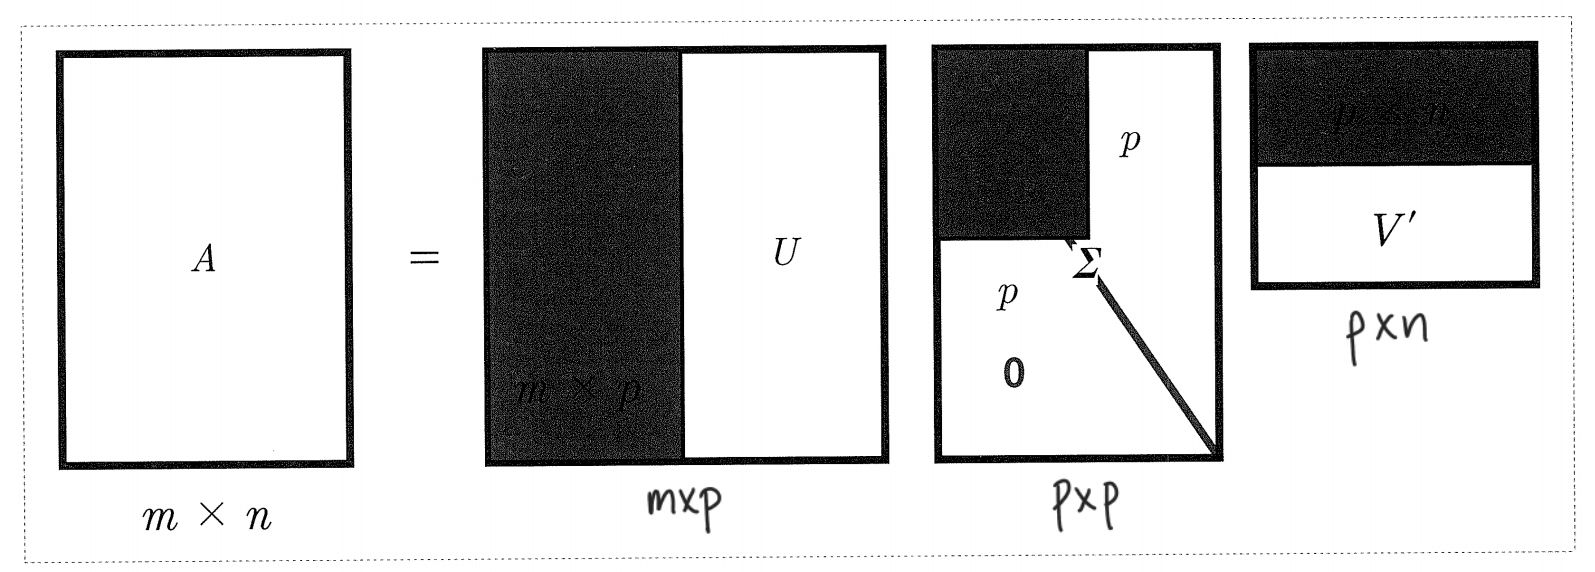 A = U p p Σ 0 V′
m × p
p × n
m × n
mxp
pxp
pxn